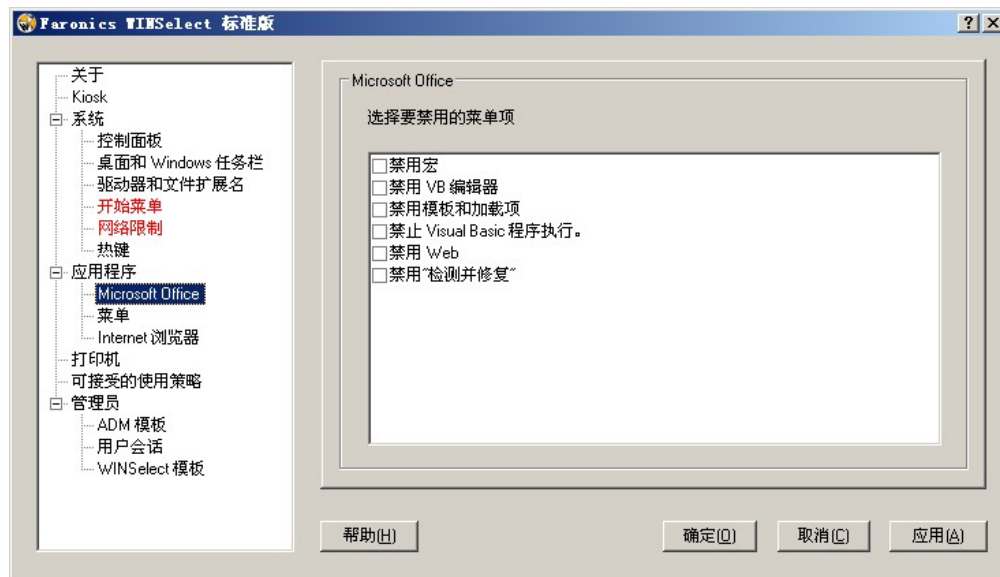 Faronics WINSelect 标准版
关于
Kiosk
系统
控制面板
桌面和 Windows 任务栏
驱动器和文件扩展名
开始菜单
网络限制
热键
应用程序
Microsoft Office
菜单
Internet 浏览器
打印机
可接受的使用策略
管理员
ADM 模板
用户会话
WINSelect 模板
Microsoft Office
选择要禁用的菜单项
禁用宏
禁用 VB 编辑器
禁用模板和加载项
禁止 Visual Basic 程序执行。
禁用 Web
禁用“检测并修复”
帮助(H)
确定(O)
取消(C)
应用(A)